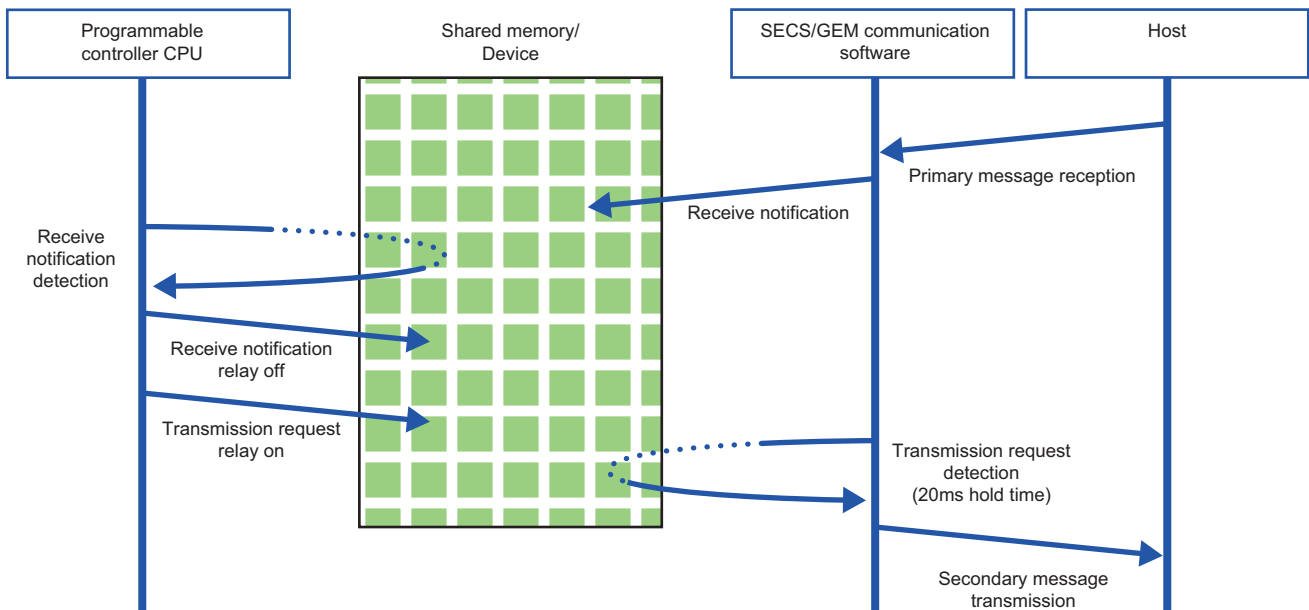 Programmable
controller CPU
Shared memory/
Device
SECS/GEM communication
software
Host
Primary message reception
Receive notification
Receive
notification
detection
Receive notification
relay off
Transmission request
relay on
Transmission request
detection
(20ms hold time)
Secondary message
transmission